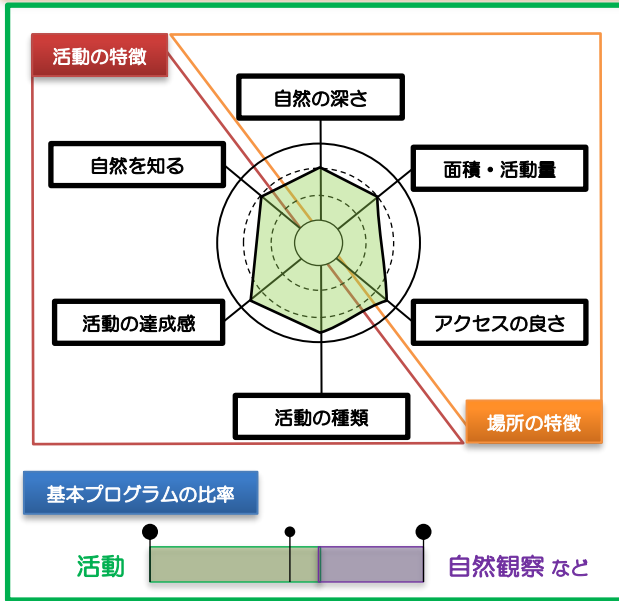 活動の特徴
自然の深さ
自然を知る
面積・活動量
活動の達成感
アクセスの良さ
活動の種類
場所の特徴
基本プログラムの比率
活動
自然観察 など